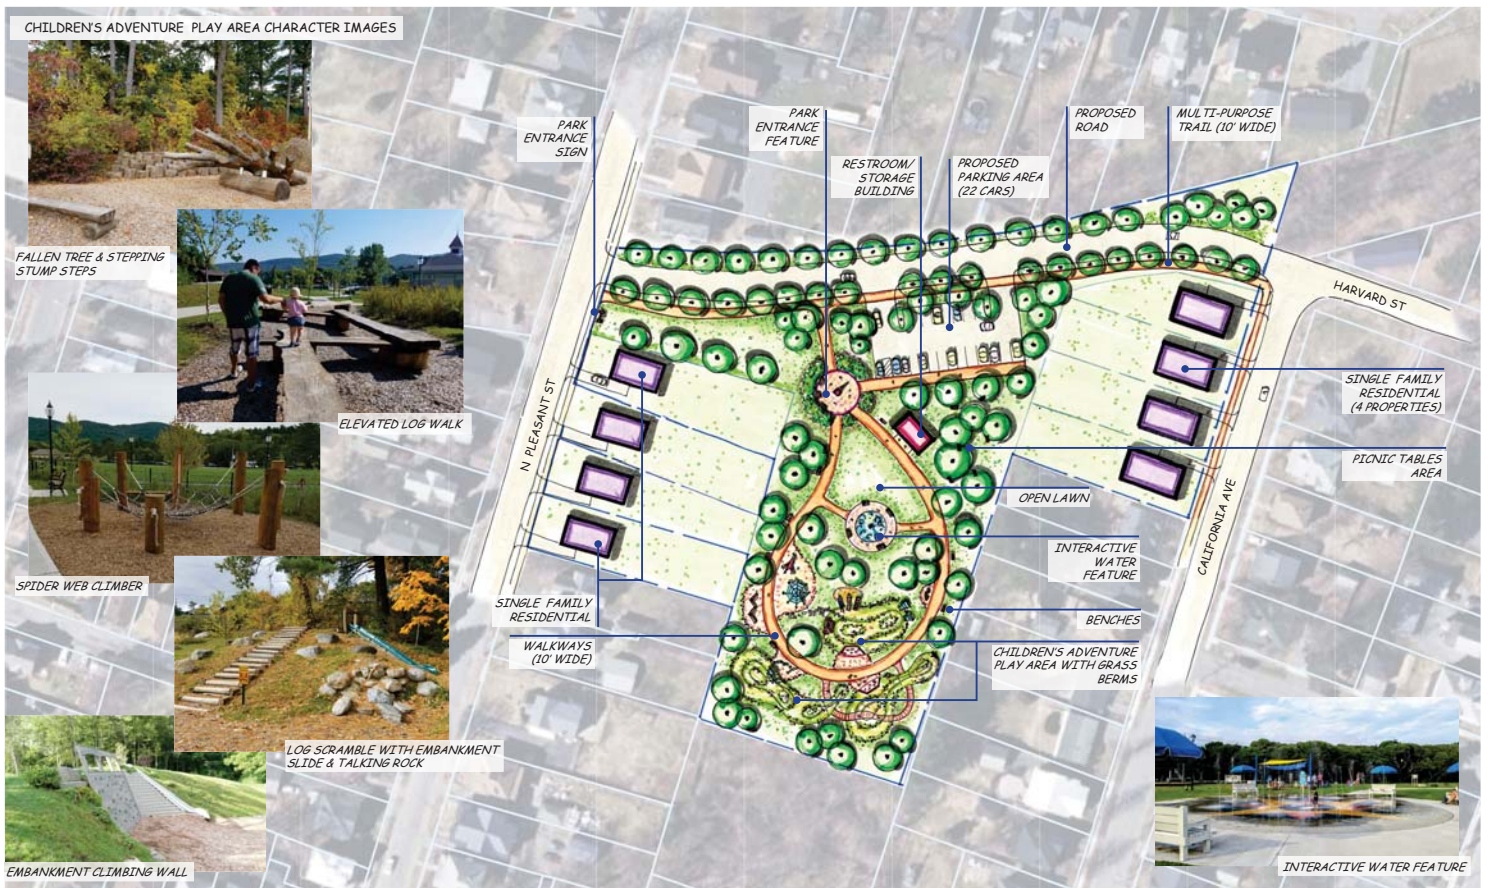 CHILDREN'S ADVENTURE PLAY AREA CHARACTER IMAGES
FALLEN TREE & STEPPING
STUMP STEPS
ELEVATED LOG WALK
SPIDER WEB CLIMBER
LOG SCRAMBLE WITH EMBANKMENT
SLIDE & TALKING ROCK
EMBANKMENT CLIMBING WALL
PARK
ENTRANCE
SIGN
PARK
ENTRANCE
FEATURE
RESTROOM/
STORAGE
BUILDING
PROPOSED
PARKING AREA
(22 CARS)
PROPOSED
ROAD
MULTI-PURPOSE
TRAIL (10' WIDE)
HARVARD ST
N PLEASANT ST
CALIFORNIA AVE
SINGLE FAMILY
RESIDENTIAL
(4 PROPERTIES)
PICNIC TABLES
AREA
OPEN LAWN
INTERACTIVE
WATER
FEATURE
BENCHES
CHILDREN'S ADVENTURE
PLAY AREA WITH GRASS
BERMS
SINGLE FAMILY
RESIDENTIAL
WALKWAYS
(10' WIDE)
INTERACTIVE WATER FEATURE